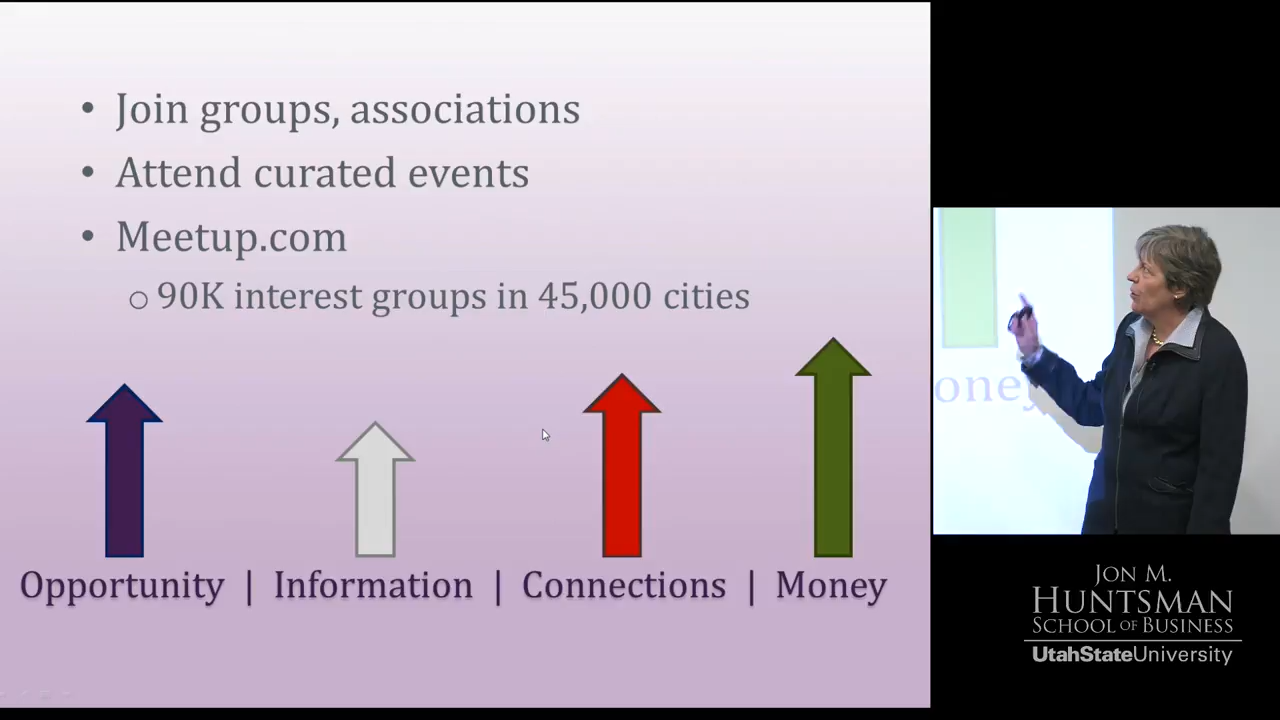 • Join groups, associations
• Attend curated events
• Meetup.com
○ 90K interest groups in 45,000 cities
Opportunity | Information | Connections | Money
oney
JON M.
HUNTSMAN
SCHOOL OF BUSINESS
UtahStateUniversity